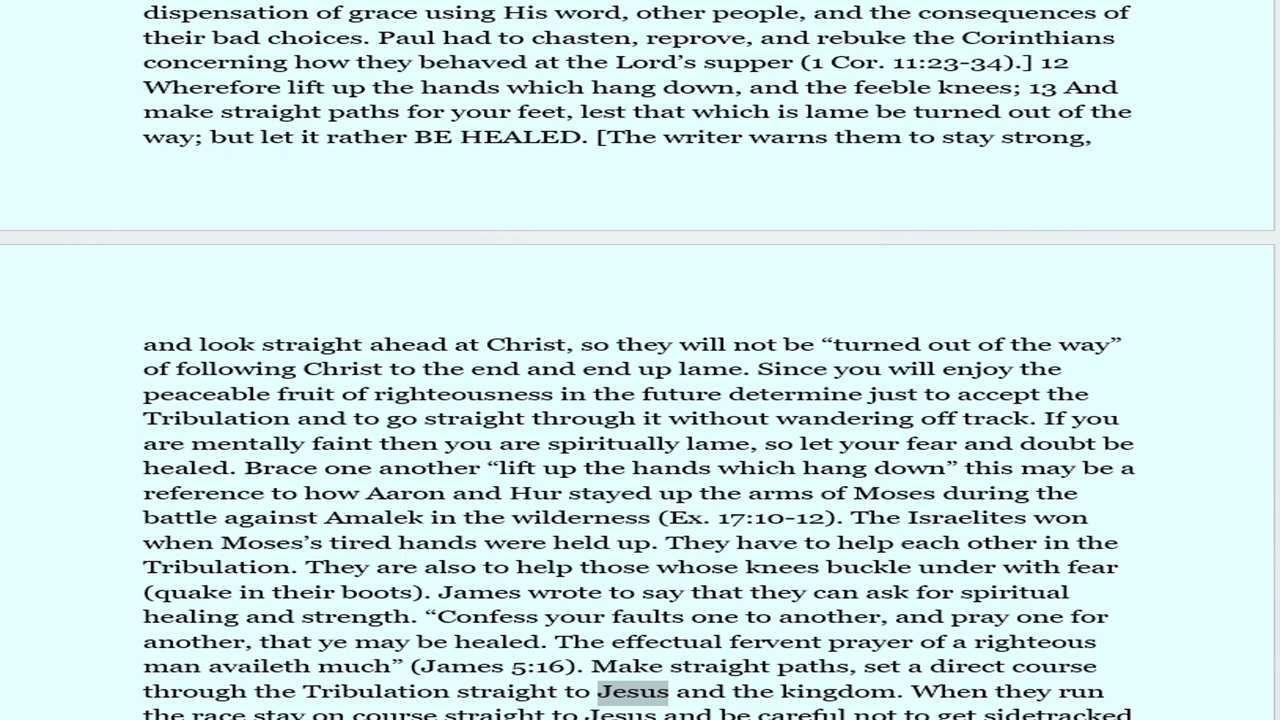 dispensation of grace using His word, other people, and the consequences of
their bad choices. Paul had to chasten, reprove, and rebuke the Corinthians
concerning how they behaved at the Lord’s supper (1 Cor. 11:23-34).] 12
Wherefore lift up the hands which hang down, and the feeble knees; 13 And
make straight paths for your feet, lest that which is lame be turned out of the
way; but let it rather BE HEALED. [The writer warns them to stay strong,
and look straight ahead at Christ, so they will not be “turned out of the way”
of following Christ to the end and end up lame. Since you will enjoy the
peaceable fruit of righteousness in the future determine just to accept the
Tribulation and to go straight through it without wandering off track. If you
are mentally faint then you are spiritually lame, so let your fear and doubt be
healed. Brace one another “lift up the hands which hang down” this may be a
reference to how Aaron and Hur stayed up the arms of Moses during the
battle against Amalek in the wilderness (Ex. 17:10-12). The Israelites won
when Moses’s tired hands were held up. They have to help each other in the
Tribulation. They are also to help those whose knees buckle under with fear
(quake in their boots). James wrote to say that they can ask for spiritual
healing and strength. “Confess your faults one to another, and pray one for
another, that ye may be healed. The effectual fervent prayer of a righteous
man availeth much” (James 5:16). Make straight paths, set a direct course
through the Tribulation straight to Jesus and the kingdom. When they run
the race stay on course straight to Jesus and be careful not to get sidetracked